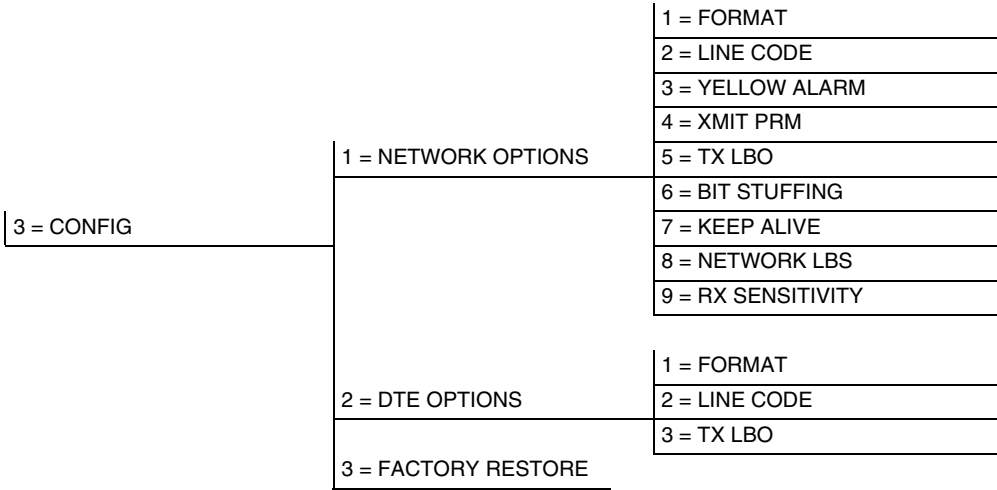 3 = CONFIG
1 = NETWORK OPTIONS
1 = FORMAT
2 = LINE CODE
3 = YELLOW ALARM
4 = XMIT PRM
5 = TX LBO
6 = BIT STUFFING
7 = KEEP ALIVE
8 = NETWORK LBS
9 = RX SENSITIVITY
2 = DTE OPTIONS
1 = FORMAT
2 = LINE CODE
3 = TX LBO
3 = FACTORY RESTORE